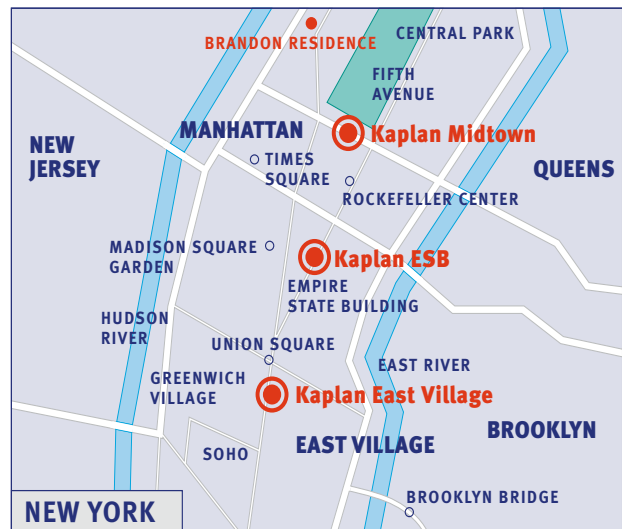 CENTRAL PARK
BRANDON RESIDENCE
FIFTH
AVENUE
MANHATTAN
Kaplan Midtown
NEW
JERSEY
TIMES
SQUARE
QUEENS
ROCKEFELLER CENTER
MADISON SQUARE
GARDEN
Kaplan ESB
EMPIRE
STATE BUILDING
HUDSON
RIVER
UNION SQUARE
EAST RIVER
GREENWICH
VILLAGE
Kaplan East Village
BROOKLYN
EAST VILLAGE
SOHO
BROOKLYN BRIDGE
NEW YORK